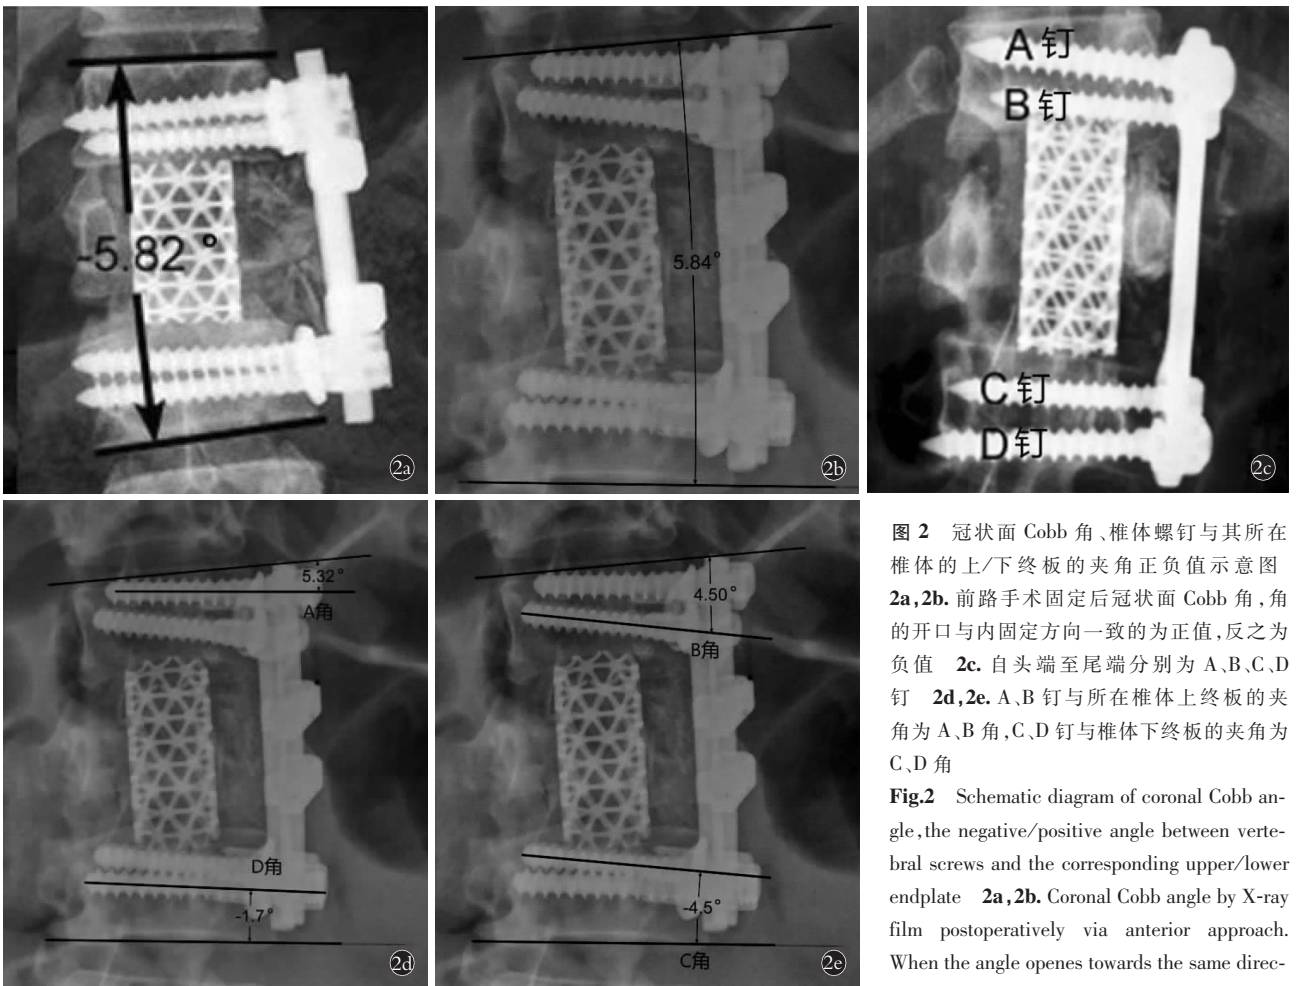 -5.82°
2a
5.84°
2b
A钉
B钉
C钉
D钉
2c
5.32°
A角
D角
-1.7°
2d
4.50°
B角
-4.5°
C角
2e
图 2 冠状面 Cobb 角、椎体螺钉与其所在
椎体的上/下终板的夹角正负值示意图
2a,2b. 前路手术固定后冠状面 Cobb 角,角
的开口与内固定方向一致的为正值,反之为
负值 2c. 自头端至尾端分别为 A、B、C、D
钉 2d,2e. A、B 钉与所在椎体上终板的夹
角为 A、B 角,C、D 钉与椎体下终板的夹角为
C、D 角
Fig.2 Schematic diagram of coronal Cobb an-
gle,the negative/positive angle between verte-
bral screws and the corresponding upper/lower
endplate 2a,2b. Coronal Cobb angle by X-ray
film postoperatively via anterior approach.
When the angle openes towards the same direc-